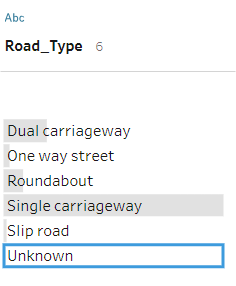 Abc
Road_Type 6
Dual carriageway
One way street
Roundabout
Single carriageway
Slip road
Unknown